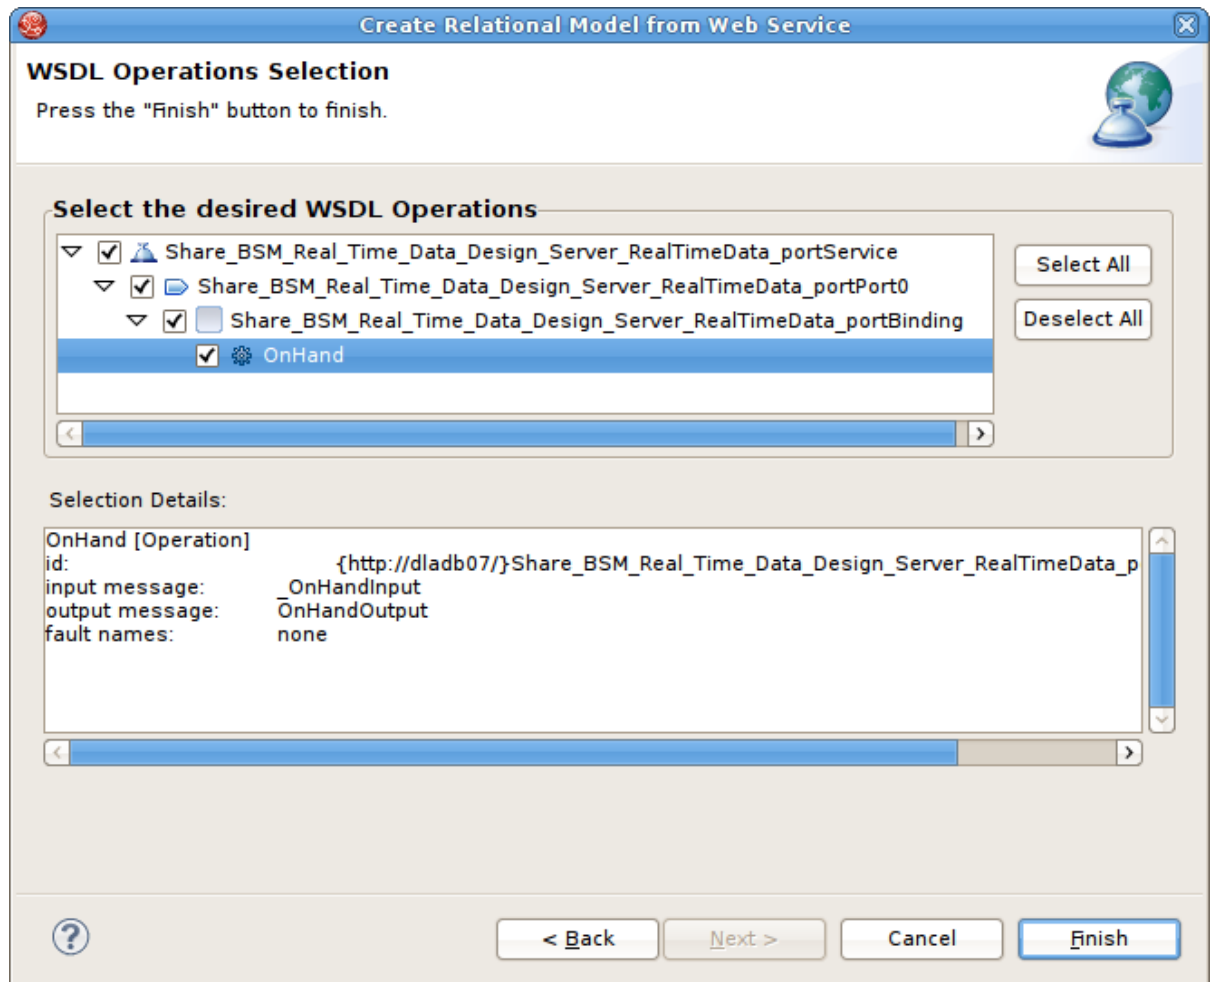 Create Relational Model from Web Service
WSDL Operations Selection
Press the "Finish" button to finish.
Select the desired WSDL Operations
Share_BSM_Real_Time_Data_Design_Server_RealTimeData_portService
Select All
Share_BSM_Real_Time_Data_Design_Server_RealTimeData_portPort0
Share_BSM_Real_Time_Data_Design_Server_RealTimeData_portBinding
Deselect All
OnHand
Selection Details:
OnHand [Operation]
id: {http://dladb07/}Share_BSM_Real_Time_Data_Design_Server_RealTimeData_p
input message: _OnHandInput
output message: OnHandOutput
fault names: none
? < Back Next > Cancel Finish